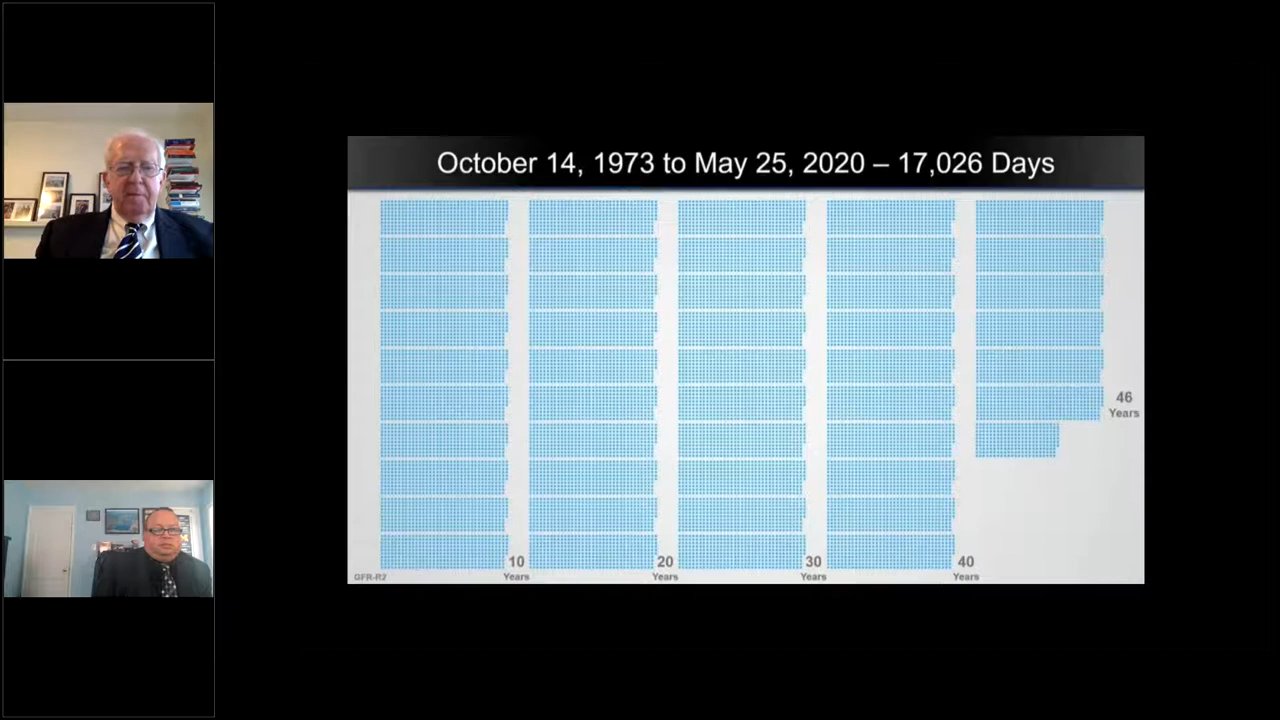 October 14, 1973 to May 25, 2020 – 17,026 Days
46
Years
10
Years
20
Years
30
Years
40
Years
GFR-R2